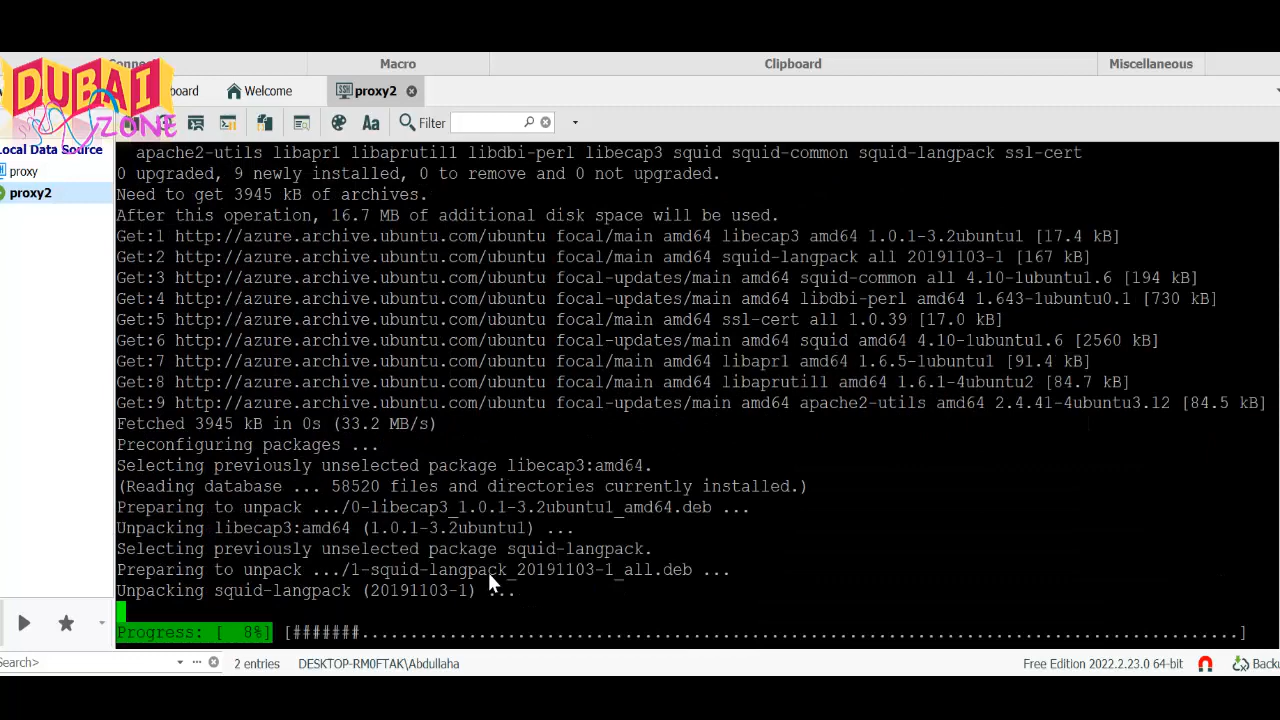 Connect
Macro
Clipboard
Miscellaneous
DUBAI
ZONE
board
Welcome
proxy2
Filter
Local Data Source
proxy
proxy2
apache2-utils libapr1 libaprutil1 libdbi-perl libecap3 squid squid-common squid-langpack ssl-cert
0 upgraded, 9 newly installed, 0 to remove and 0 not upgraded.
Need to get 3945 kB of archives.
After this operation, 16.7 MB of additional disk space will be used.
Get:1 http://azure.archive.ubuntu.com/ubuntu focal/main amd64 libecap3 amd64 1.0.1-3.2ubuntu1 [17.4 kB]
Get:2 http://azure.archive.ubuntu.com/ubuntu focal/main amd64 squid-langpack all 20191103-1 [167 kB]
Get:3 http://azure.archive.ubuntu.com/ubuntu focal-updates/main amd64 squid-common all 4.10-1ubuntu1.6 [194 kB]
Get:4 http://azure.archive.ubuntu.com/ubuntu focal-updates/main amd64 libdbi-perl amd64 1.643-1ubuntu0.1 [730 kB]
Get:5 http://azure.archive.ubuntu.com/ubuntu focal/main amd64 ssl-cert all 1.0.39 [17.0 kB]
Get:6 http://azure.archive.ubuntu.com/ubuntu focal-updates/main amd64 squid amd64 4.10-1ubuntu1.6 [2560 kB]
Get:7 http://azure.archive.ubuntu.com/ubuntu focal/main amd64 libapr1 amd64 1.6.5-1ubuntu1 [91.4 kB]
Get:8 http://azure.archive.ubuntu.com/ubuntu focal/main amd64 libaprutil1 amd64 1.6.1-4ubuntu2 [84.7 kB]
Get:9 http://azure.archive.ubuntu.com/ubuntu focal-updates/main amd64 apache2-utils amd64 2.4.41-4ubuntu3.12 [84.5 kB]
Fetched 3945 kB in 0s (33.2 MB/s)
Preconfiguring packages ...
Selecting previously unselected package libecap3:amd64.
(Reading database ... 58520 files and directories currently installed.)
Preparing to unpack .../0-libecap3_1.0.1-3.2ubuntu1_amd64.deb ...
Unpacking libecap3:amd64 (1.0.1-3.2ubuntu1) ...
Selecting previously unselected package squid-langpack.
Preparing to unpack .../1-squid-langpack_20191103-1_all.deb ...
Unpacking squid-langpack (20191103-1) ...
Progress: [  8%] [#######..........................................................................................]
Search>
2 entries
DESKTOP-RM0FTAK\Abdullaha
Free Edition 2022.2.23.0 64-bit
Backu